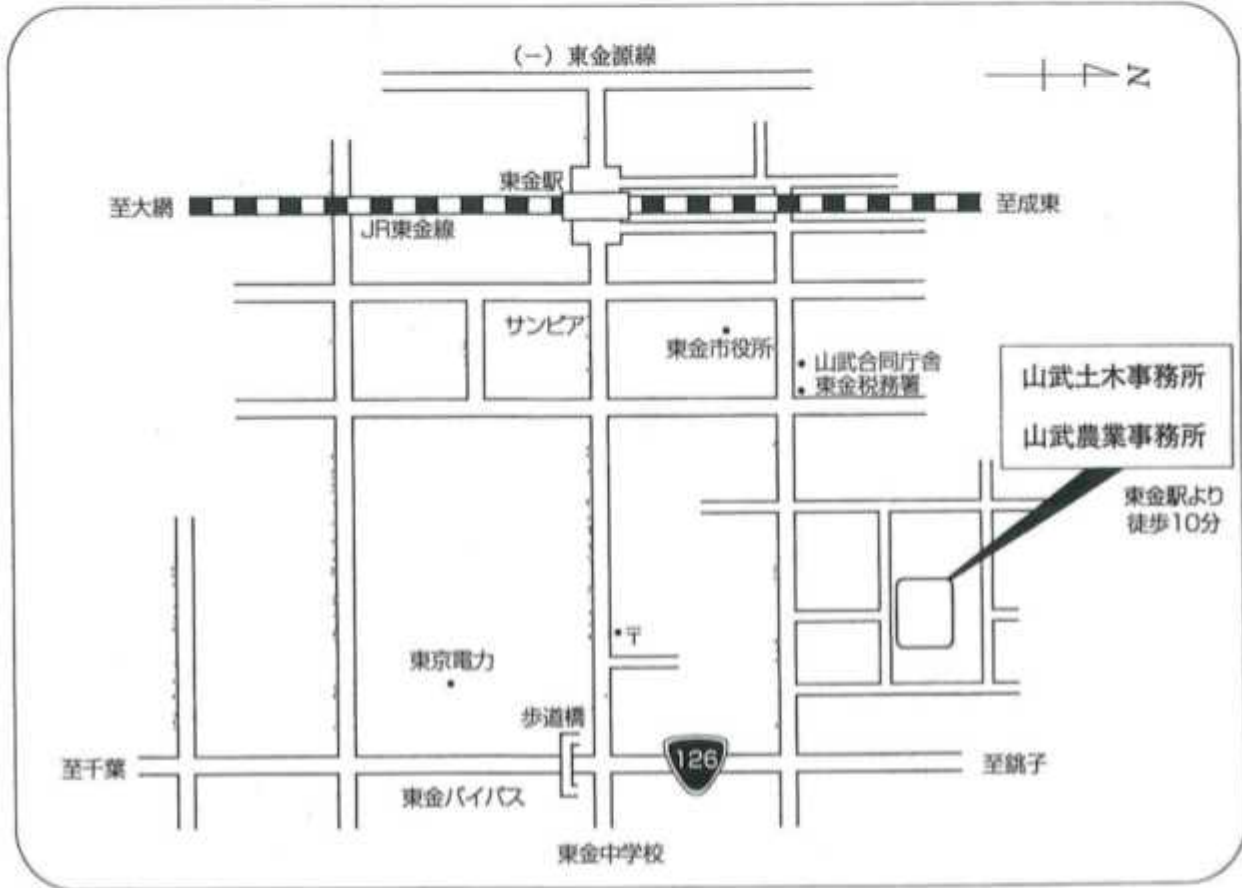 (一) 東金源線
N
東金駅
至大網
至成東
JR東金線
サンピア
東金市役所
山武合同庁舎
東金税務署
山武土木事務所
山武農業事務所
東金駅より
徒歩10分
〒
東京電力
歩道橋
126
至千葉
至銚子
東金バイパス
東金中学校